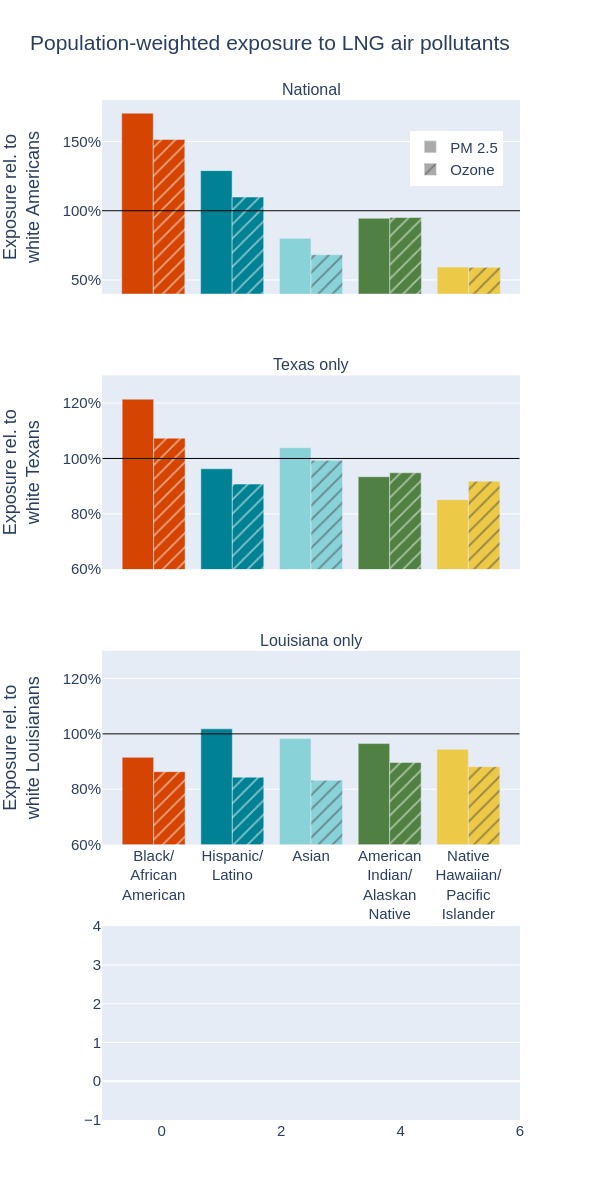 Population-weighted exposure to LNG air pollutants
National
Exposure rel. to
white Americans
150%
100%
50%
PM 2.5
Ozone
Texas only
Exposure rel. to
white Texans
120%
100%
80%
60%
Louisiana only
Exposure rel. to
white Louisianans
120%
100%
80%
60%
Black/
African
American
Hispanic/
Latino
Asian
American
Indian/
Alaskan
Native
Native
Hawaiian/
Pacific
Islander
4
3
2
1
0
−1
0 2 4 6